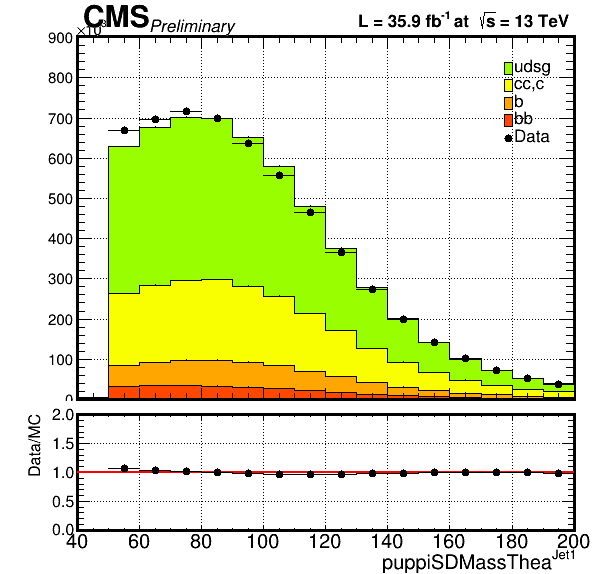 CMS Preliminary L = 35.9 fb⁻¹ at √s = 13 TeV
×10³
900
800
700
600
500
400
300
200
100
0
udsg
cc,c
b
bb
Data
Data/MC
2.0
1.5
1.0
0.5
0.0
40 60 80 100 120 140 160 180 200
puppiSDMassThea^Jet1